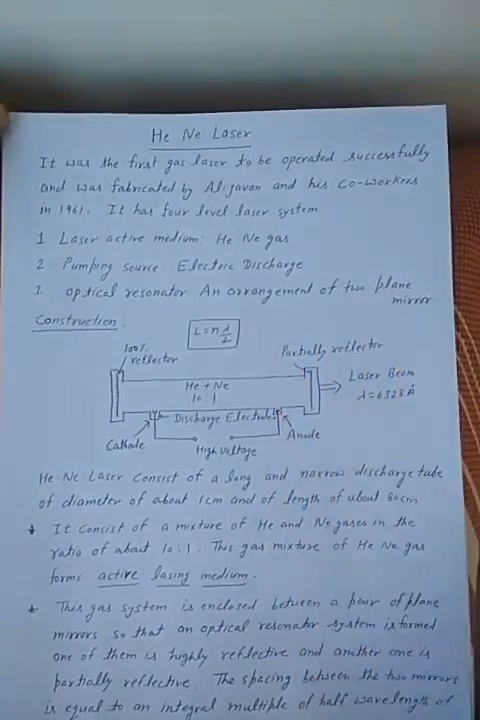 He Ne Laser
It was the first gas laser to be operated successfully
and was fabricated by Ali javan and his Co-workers
in 1961. It has four level laser system
1 Laser active medium: He Ne gas
2 Pumping source Electric Discharge
3. optical resonator An arrangement of two plane
mirror
Construction:
L=nλ/2
100%
reflector
Partially reflector
He + Ne
10 : 1
Laser Beam
λ=6328 Å
Discharge Electrode
Cathode
High Voltage
Anode
He-Ne Laser consist of a long and narrow discharge tube
of diameter of about 1cm and of length of about 80cm
It consist of a mixture of He and Ne gases in the
ratio of about 10:1. This gas mixture of He Ne gas
forms active lasing medium.
This gas system is enclosed between a pair of plane
mirrors so that an optical resonator system is formed
one of them is highly reflective and another one is
partially reflective. The spacing between the two mirrors
is equal to an integral multiple of half wavelength of